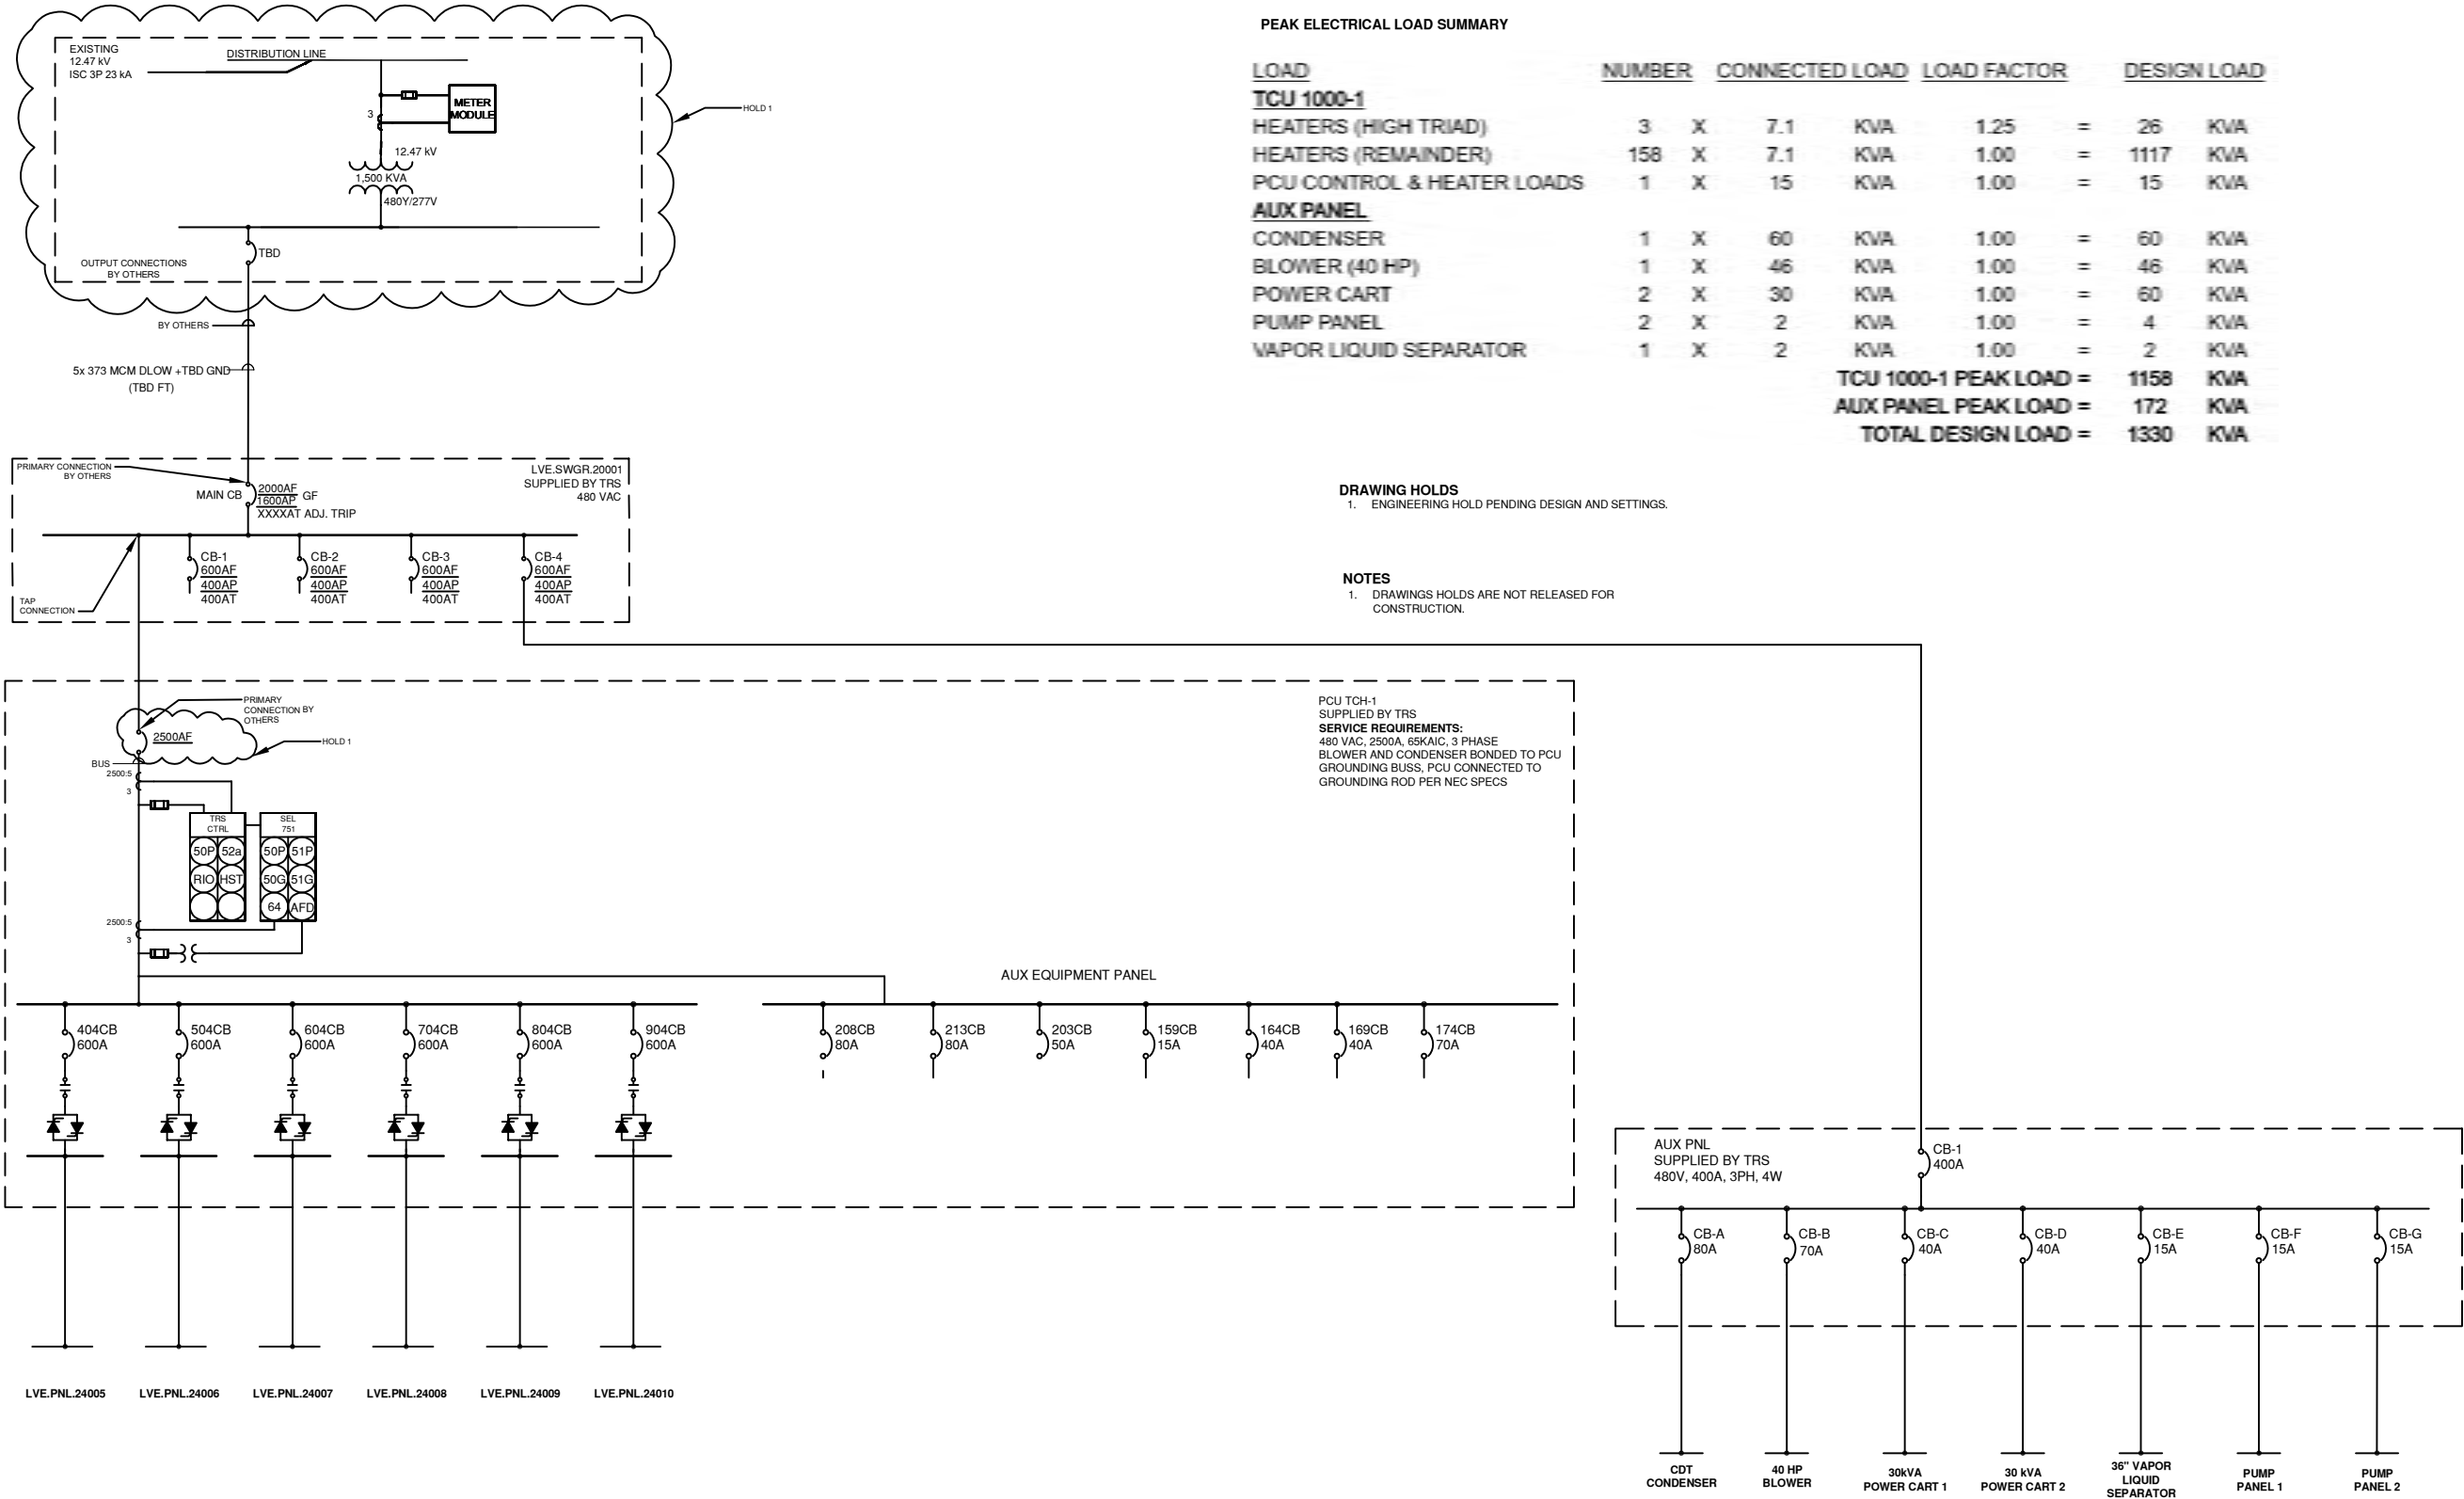 PEAK ELECTRICAL LOAD SUMMARY
LOAD NUMBER CONNECTED LOAD LOAD FACTOR DESIGN LOAD
TCU 1000-1
HEATERS (HIGH TRIAD) 3 X 7.1 KVA 1.25 = 26 KVA
HEATERS (REMAINDER) 158 X 7.1 KVA 1.00 = 1117 KVA
PCU CONTROL & HEATER LOADS 1 X 15 KVA 1.00 = 15 KVA
AUX PANEL
CONDENSER 1 X 60 KVA 1.00 = 60 KVA
BLOWER (40 HP) 1 X 46 KVA 1.00 = 46 KVA
POWER CART 2 X 30 KVA 1.00 = 60 KVA
PUMP PANEL 2 X 2 KVA 1.00 = 4 KVA
VAPOR LIQUID SEPARATOR 1 X 2 KVA 1.00 = 2 KVA
TCU 1000-1 PEAK LOAD = 1158 KVA
AUX PANEL PEAK LOAD = 172 KVA
TOTAL DESIGN LOAD = 1330 KVA
EXISTING
12.47 kV
ISC 3P 23 kA
DISTRIBUTION LINE
METER
MODULE
3
HOLD 1
12.47 kV
1,500 KVA
480Y/277V
TBD
OUTPUT CONNECTIONS
BY OTHERS
BY OTHERS
5x 373 MCM DLOW +TBD GND
(TBD FT)
PRIMARY CONNECTION
BY OTHERS
MAIN CB
2000AF
1600AP
GF
XXXXAT ADJ. TRIP
LVE.SWGR.20001
SUPPLIED BY TRS
480 VAC
CB-1
600AF
400AP
400AT
CB-2
600AF
400AP
400AT
CB-3
600AF
400AP
400AT
CB-4
600AF
400AP
400AT
TAP
CONNECTION
DRAWING HOLDS
1. ENGINEERING HOLD PENDING DESIGN AND SETTINGS.
NOTES
1. DRAWINGS HOLDS ARE NOT RELEASED FOR
CONSTRUCTION.
PRIMARY
CONNECTION BY
OTHERS
2500AF
HOLD 1
BUS
2500:5
3
TRS
CTRL
50P 52a
RIO HST
SEL
751
50P 51P
50G 51G
64 AFD
2500:5
3
PCU TCH-1
SUPPLIED BY TRS
SERVICE REQUIREMENTS:
480 VAC, 2500A, 65KAIC, 3 PHASE
BLOWER AND CONDENSER BONDED TO PCU
GROUNDING BUSS, PCU CONNECTED TO
GROUNDING ROD PER NEC SPECS
AUX EQUIPMENT PANEL
404CB
600A
504CB
600A
604CB
600A
704CB
600A
804CB
600A
904CB
600A
208CB
80A
213CB
80A
203CB
50A
159CB
15A
164CB
40A
169CB
40A
174CB
70A
LVE.PNL.24005
LVE.PNL.24006
LVE.PNL.24007
LVE.PNL.24008
LVE.PNL.24009
LVE.PNL.24010
AUX PNL
SUPPLIED BY TRS
480V, 400A, 3PH, 4W
CB-1
400A
CB-A
80A
CB-B
70A
CB-C
40A
CB-D
40A
CB-E
15A
CB-F
15A
CB-G
15A
CDT
CONDENSER
40 HP
BLOWER
30kVA
POWER CART 1
30 kVA
POWER CART 2
36" VAPOR
LIQUID
SEPARATOR
PUMP
PANEL 1
PUMP
PANEL 2